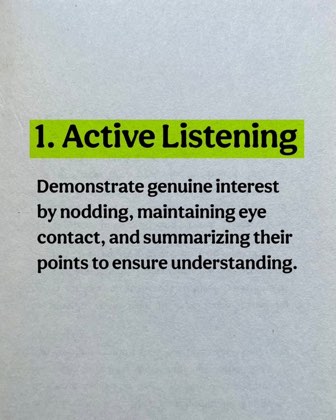 1. Active Listening
Demonstrate genuine interest
by nodding, maintaining eye
contact, and summarizing their
points to ensure understanding.